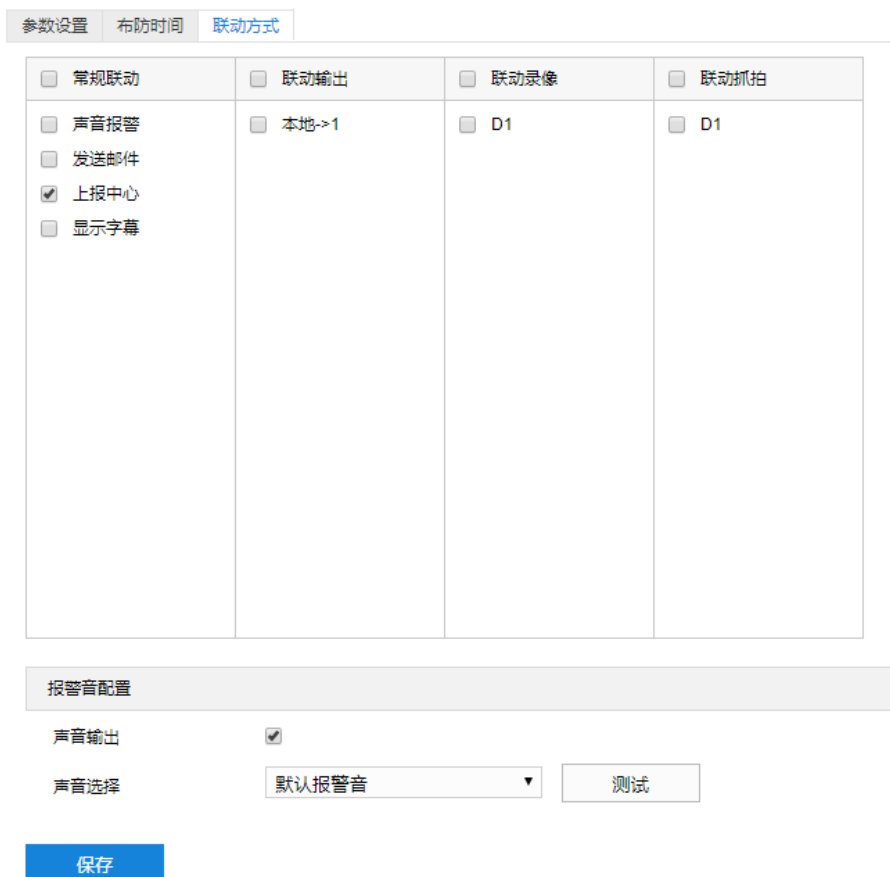 参数设置 布防时间 联动方式
常规联动 联动输出 联动录像 联动抓拍
声音报警 本地->1 D1 D1
发送邮件
上报中心
显示字幕
报警音配置
声音输出
声音选择 默认报警音 测试
保存